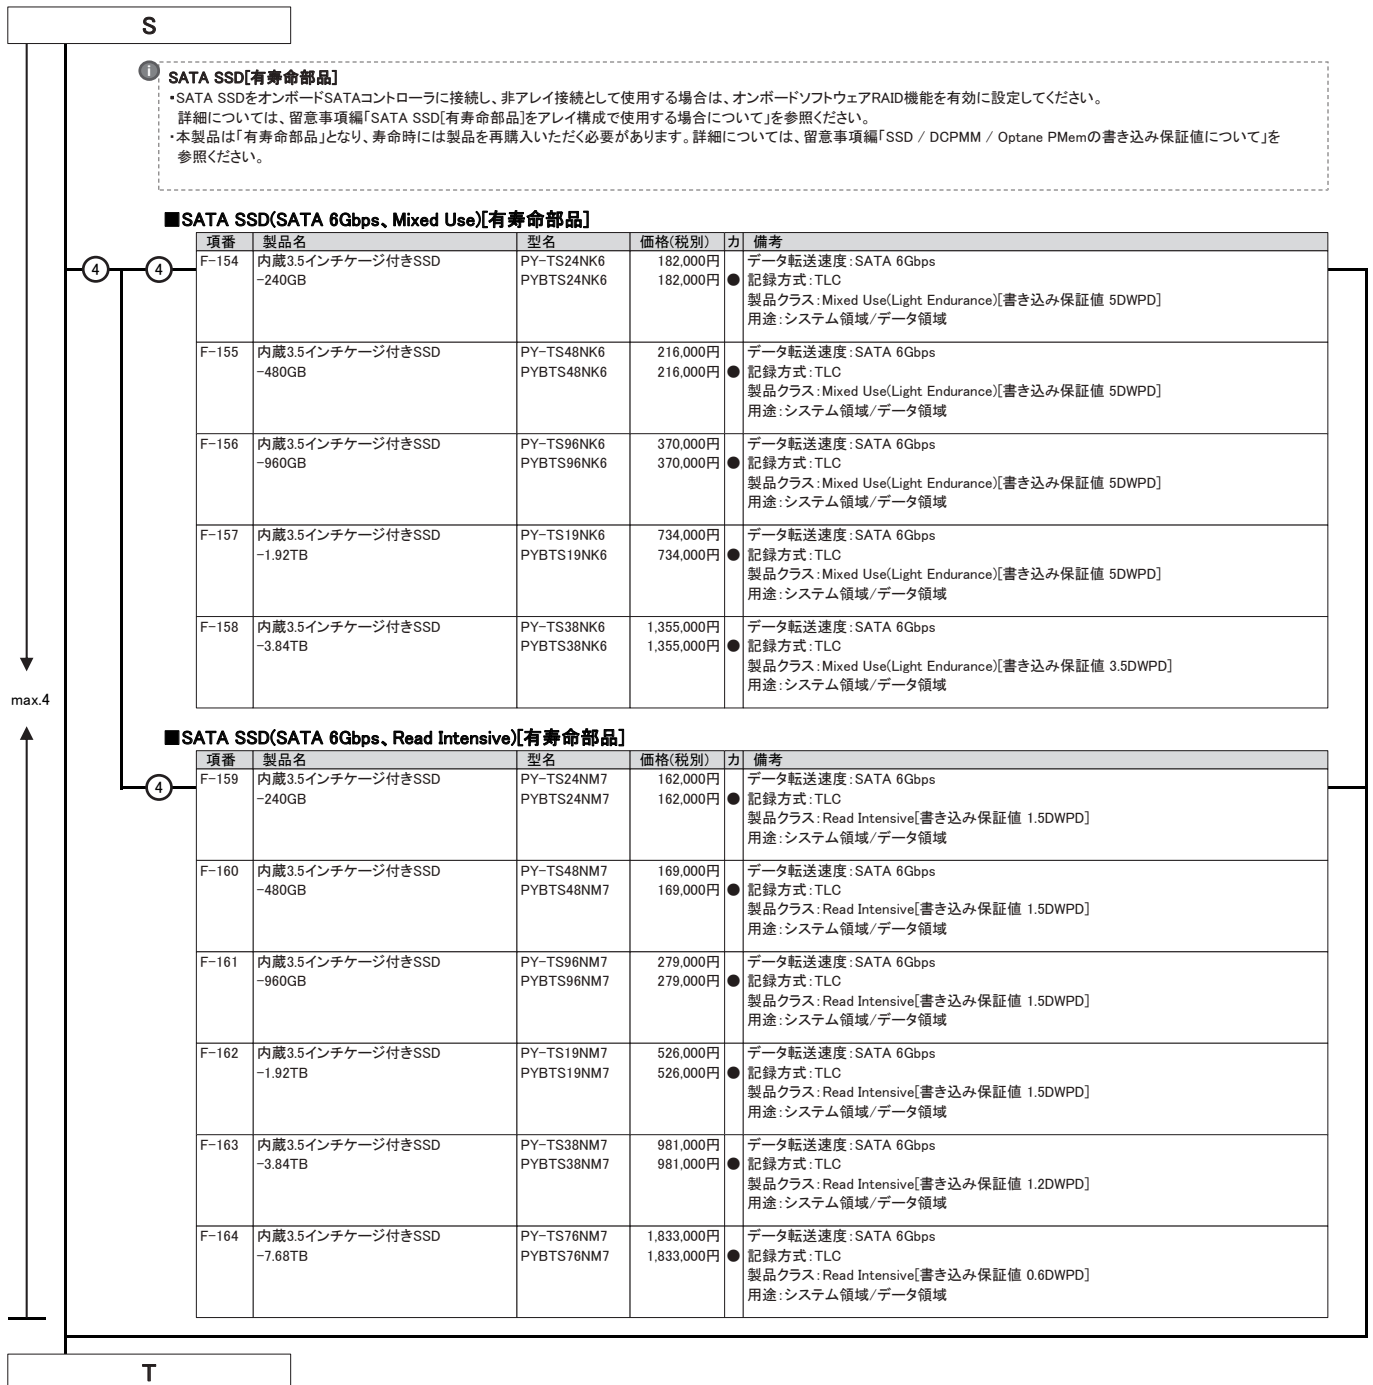 S
i
SATA SSD[有寿命部品]
・SATA SSDをオンボードSATAコントローラに接続し、非アレイ接続として使用する場合は、オンボードソフトウェアRAID機能を有効に設定してください。
詳細については、留意事項編「SATA SSD[有寿命部品]をアレイ構成で使用する場合について」を参照ください。
・本製品は「有寿命部品」となり、寿命時には製品を再購入いただく必要があります。詳細については、留意事項編「SSD / DCPMM / Optane PMemの書き込み保証値について」を
参照ください。
■SATA SSD(SATA 6Gbps、Mixed Use)[有寿命部品]
項番 製品名 型名 価格(税別) カ 備考
4 4 F-154 内蔵3.5インチケージ付きSSD PY-TS24NK6 182,000円 データ転送速度:SATA 6Gbps
-240GB PYBTS24NK6 182,000円 ● 記録方式:TLC
製品クラス:Mixed Use(Light Endurance)[書き込み保証値 5DWPD]
用途:システム領域/データ領域
F-155 内蔵3.5インチケージ付きSSD PY-TS48NK6 216,000円 データ転送速度:SATA 6Gbps
-480GB PYBTS48NK6 216,000円 ● 記録方式:TLC
製品クラス:Mixed Use(Light Endurance)[書き込み保証値 5DWPD]
用途:システム領域/データ領域
F-156 内蔵3.5インチケージ付きSSD PY-TS96NK6 370,000円 データ転送速度:SATA 6Gbps
-960GB PYBTS96NK6 370,000円 ● 記録方式:TLC
製品クラス:Mixed Use(Light Endurance)[書き込み保証値 5DWPD]
用途:システム領域/データ領域
F-157 内蔵3.5インチケージ付きSSD PY-TS19NK6 734,000円 データ転送速度:SATA 6Gbps
-1.92TB PYBTS19NK6 734,000円 ● 記録方式:TLC
製品クラス:Mixed Use(Light Endurance)[書き込み保証値 5DWPD]
用途:システム領域/データ領域
F-158 内蔵3.5インチケージ付きSSD PY-TS38NK6 1,355,000円 データ転送速度:SATA 6Gbps
-3.84TB PYBTS38NK6 1,355,000円 ● 記録方式:TLC
製品クラス:Mixed Use(Light Endurance)[書き込み保証値 3.5DWPD]
用途:システム領域/データ領域
max.4
■SATA SSD(SATA 6Gbps、Read Intensive)[有寿命部品]
項番 製品名 型名 価格(税別) カ 備考
4 F-159 内蔵3.5インチケージ付きSSD PY-TS24NM7 162,000円 データ転送速度:SATA 6Gbps
-240GB PYBTS24NM7 162,000円 ● 記録方式:TLC
製品クラス:Read Intensive[書き込み保証値 1.5DWPD]
用途:システム領域/データ領域
F-160 内蔵3.5インチケージ付きSSD PY-TS48NM7 169,000円 データ転送速度:SATA 6Gbps
-480GB PYBTS48NM7 169,000円 ● 記録方式:TLC
製品クラス:Read Intensive[書き込み保証値 1.5DWPD]
用途:システム領域/データ領域
F-161 内蔵3.5インチケージ付きSSD PY-TS96NM7 279,000円 データ転送速度:SATA 6Gbps
-960GB PYBTS96NM7 279,000円 ● 記録方式:TLC
製品クラス:Read Intensive[書き込み保証値 1.5DWPD]
用途:システム領域/データ領域
F-162 内蔵3.5インチケージ付きSSD PY-TS19NM7 526,000円 データ転送速度:SATA 6Gbps
-1.92TB PYBTS19NM7 526,000円 ● 記録方式:TLC
製品クラス:Read Intensive[書き込み保証値 1.5DWPD]
用途:システム領域/データ領域
F-163 内蔵3.5インチケージ付きSSD PY-TS38NM7 981,000円 データ転送速度:SATA 6Gbps
-3.84TB PYBTS38NM7 981,000円 ● 記録方式:TLC
製品クラス:Read Intensive[書き込み保証値 1.2DWPD]
用途:システム領域/データ領域
F-164 内蔵3.5インチケージ付きSSD PY-TS76NM7 1,833,000円 データ転送速度:SATA 6Gbps
-7.68TB PYBTS76NM7 1,833,000円 ● 記録方式:TLC
製品クラス:Read Intensive[書き込み保証値 0.6DWPD]
用途:システム領域/データ領域
T